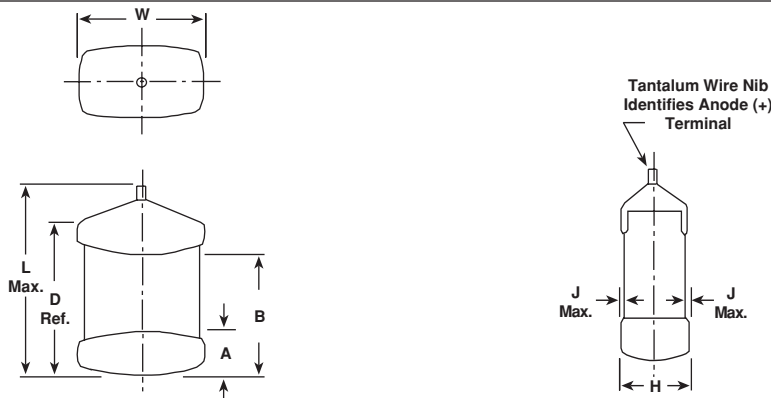 W
Tantalum Wire Nib
Identifies Anode (+)
Terminal
L
Max.
D
Ref.
B
A
J
Max.
J
Max.
H